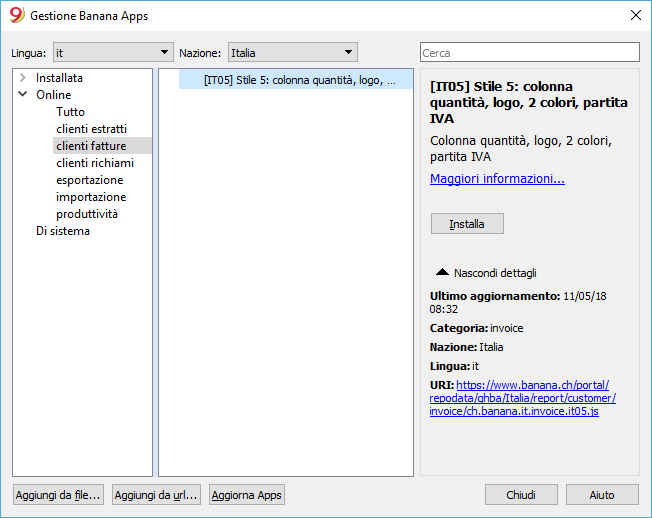 Gestione Banana Apps
Lingua: it Nazione: Italia Cerca
Installata
Online
Tutto
clienti estratti
clienti fatture
clienti richiami
esportazione
importazione
produttività
Di sistema
[IT05] Stile 5: colonna quantità, logo, ...
[IT05] Stile 5: colonna
quantità, logo, 2 colori, partita
IVA
Colonna quantità, logo, 2 colori,
partita IVA
Maggiori informazioni...
Installa
Nascondi dettagli
Ultimo aggiornamento: 11/05/18
08:32
Categoria: invoice
Nazione: Italia
Lingua: it
URI: https://www.banana.ch/portal/
repodata/ghba/Italia/report/customer/
invoice/ch.banana.it.invoice.it05.js
Aggiungi da file... Aggiungi da url... Aggiorna Apps Chiudi Aiuto